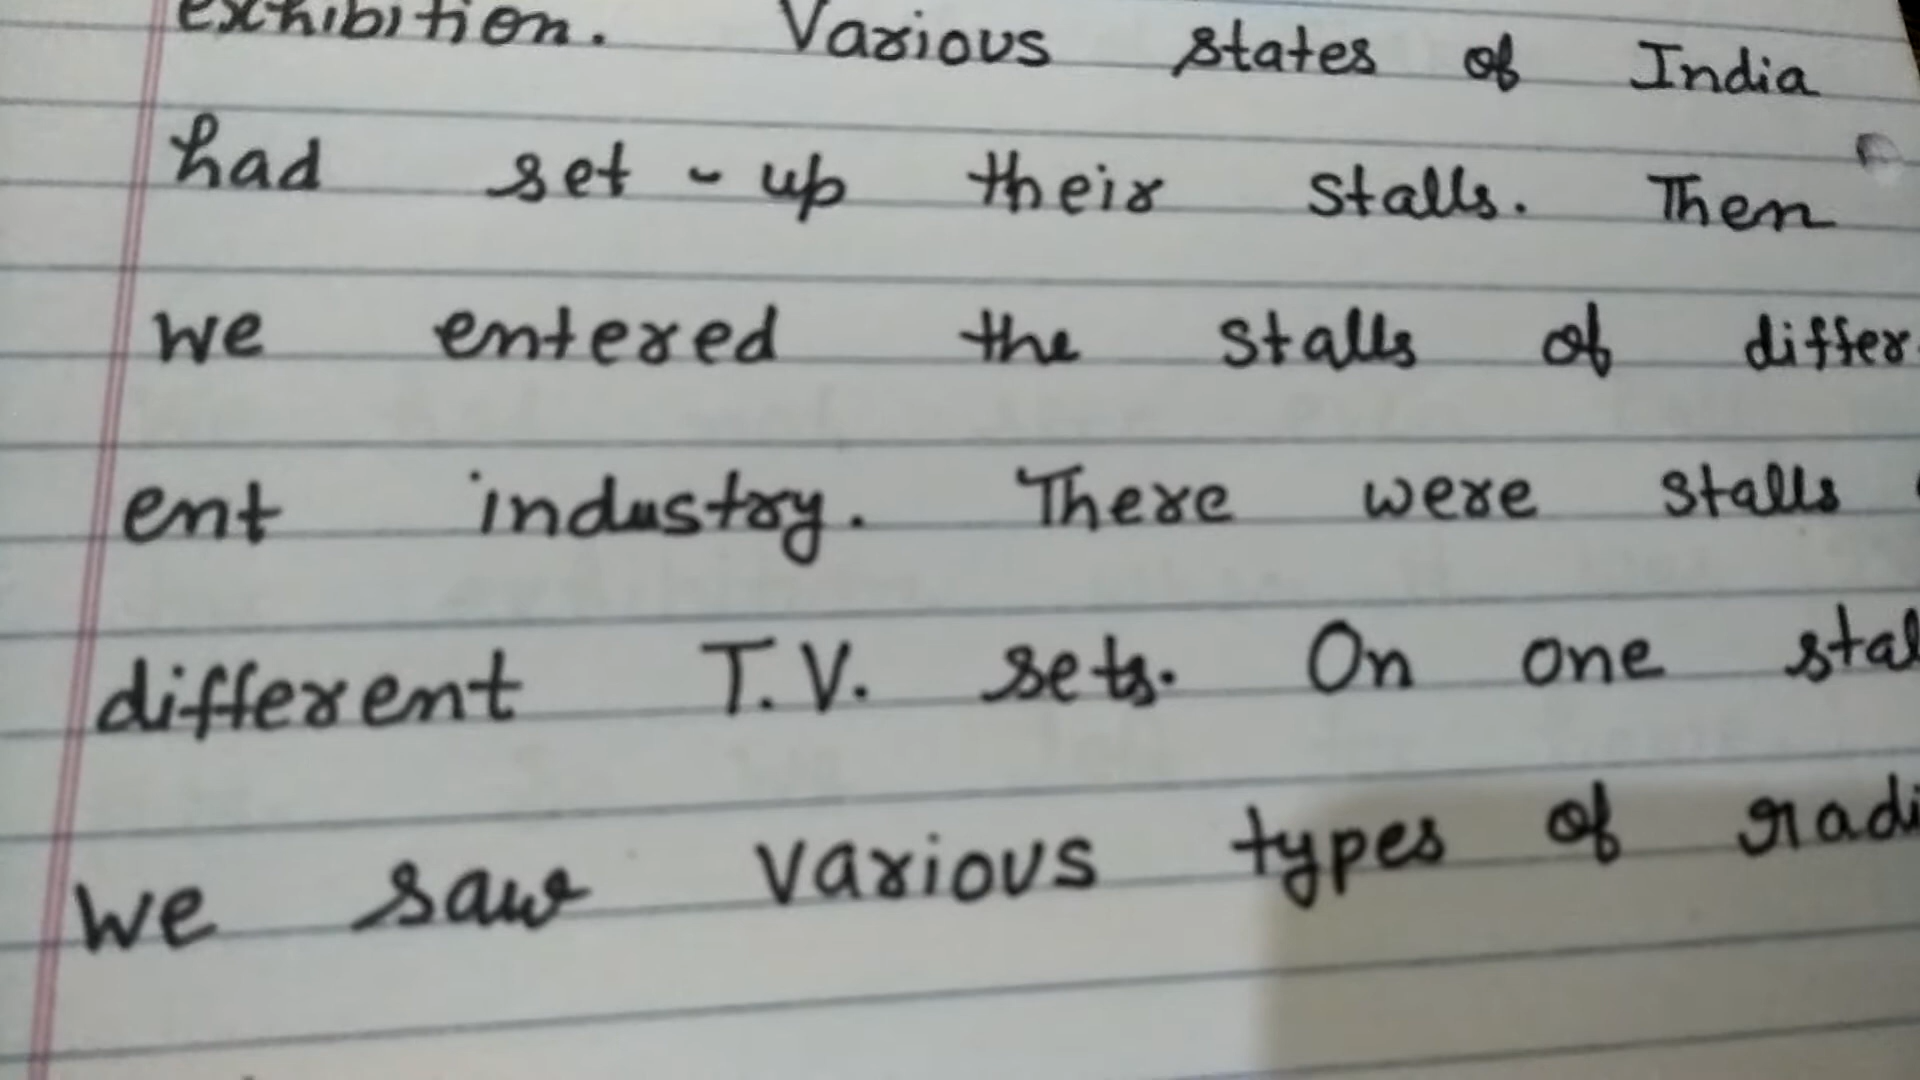 exhibition. Various states of India
had set-up their stalls. Then
we entered the stalls of differ-
ent industry. There were stalls
different T.V. sets. On one stal
we saw various types of radi